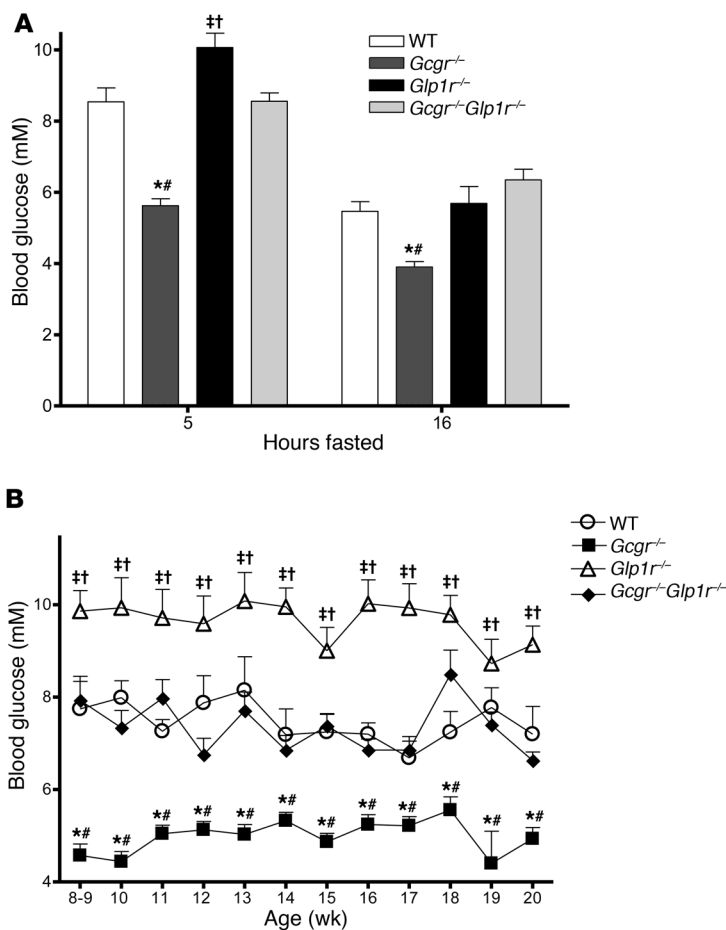 A
WT
Gcgr–/–
Glp1r–/–
Gcgr–/–Glp1r–/–
Blood glucose (mM)
10
8
6
4
2
0
‡†
*#
*#
5
16
Hours fasted
B
WT
Gcgr–/–
Glp1r–/–
Gcgr–/–Glp1r–/–
Blood glucose (mM)
10
8
6
4
‡† ‡† ‡† ‡† ‡† ‡† ‡† ‡† ‡† ‡† ‡† ‡†
*# *# *# *# *# *# *# *# *# *# *# *#
8-9 10 11 12 13 14 15 16 17 18 19 20
Age (wk)